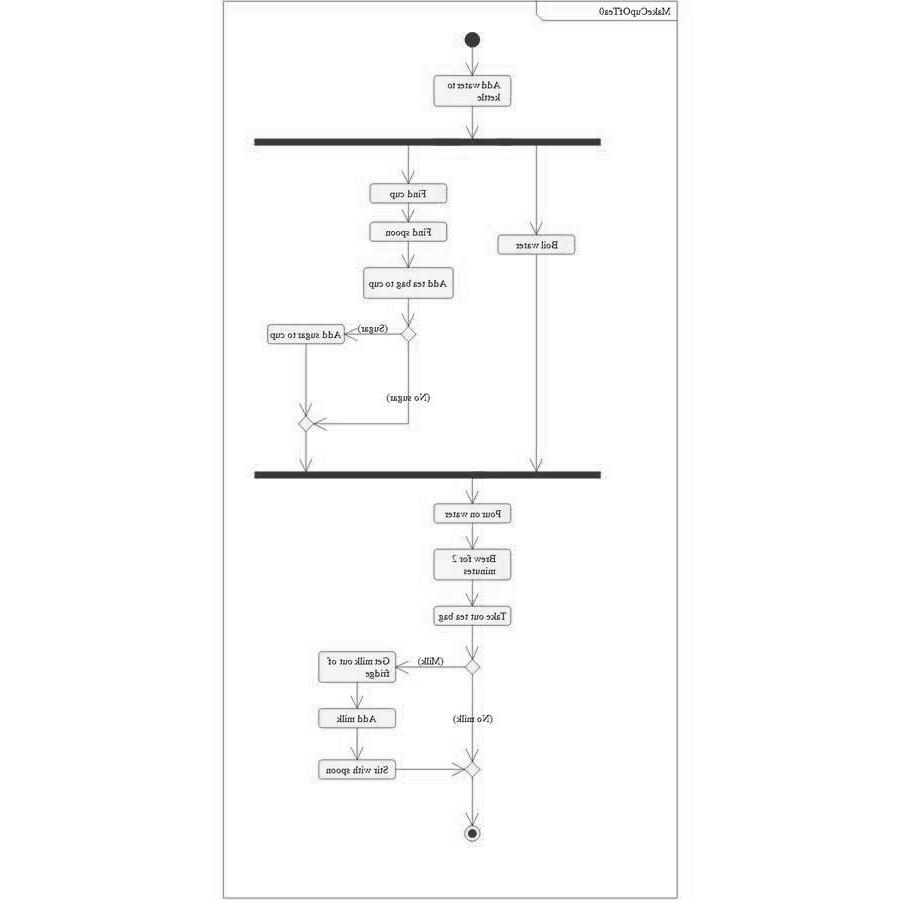 MakeCupOfTea0
Add water to
kettle
Find cup
Find spoon
Boil water
Add tea bag to cup
(Sugar)
Add sugar to cup
(No sugar)
Pour on water
Brew for 2
minutes
Take out tea bag
(Milk)
Get milk out of
fridge
Add milk
(No milk)
Stir with spoon